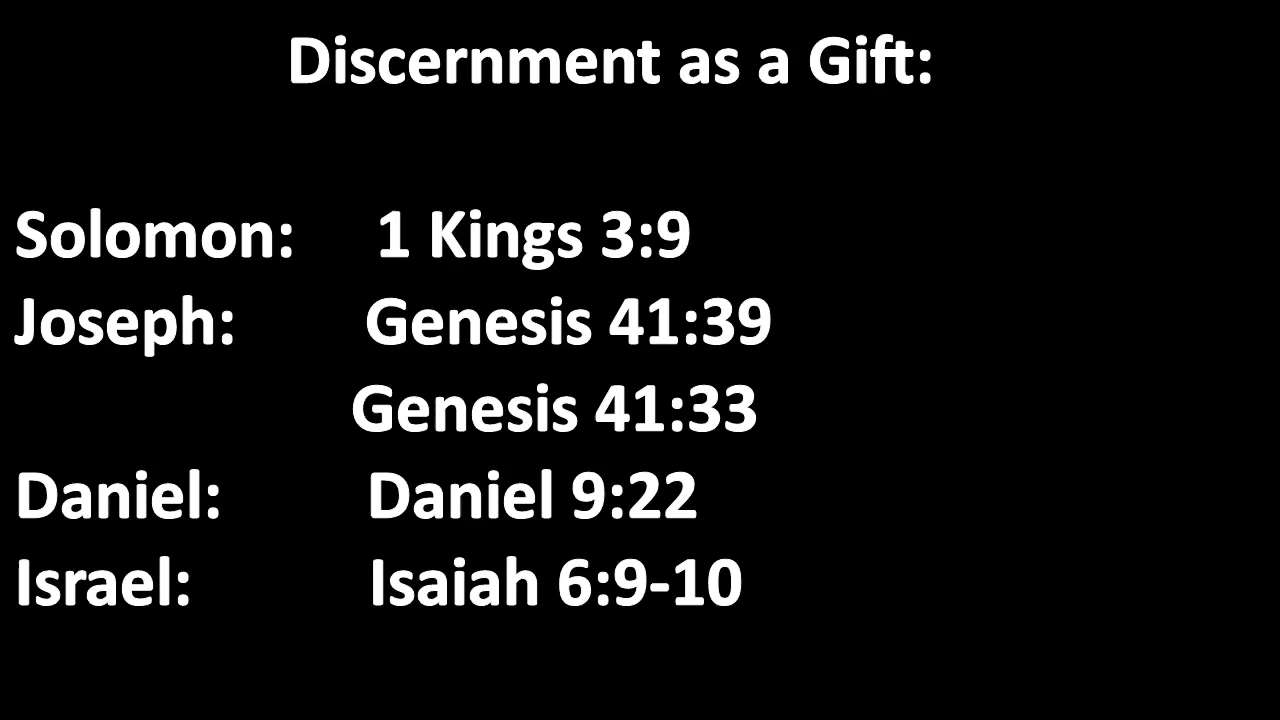 Discernment as a Gift:
Solomon: 1 Kings 3:9
Joseph: Genesis 41:39
Genesis 41:33
Daniel: Daniel 9:22
Israel: Isaiah 6:9-10